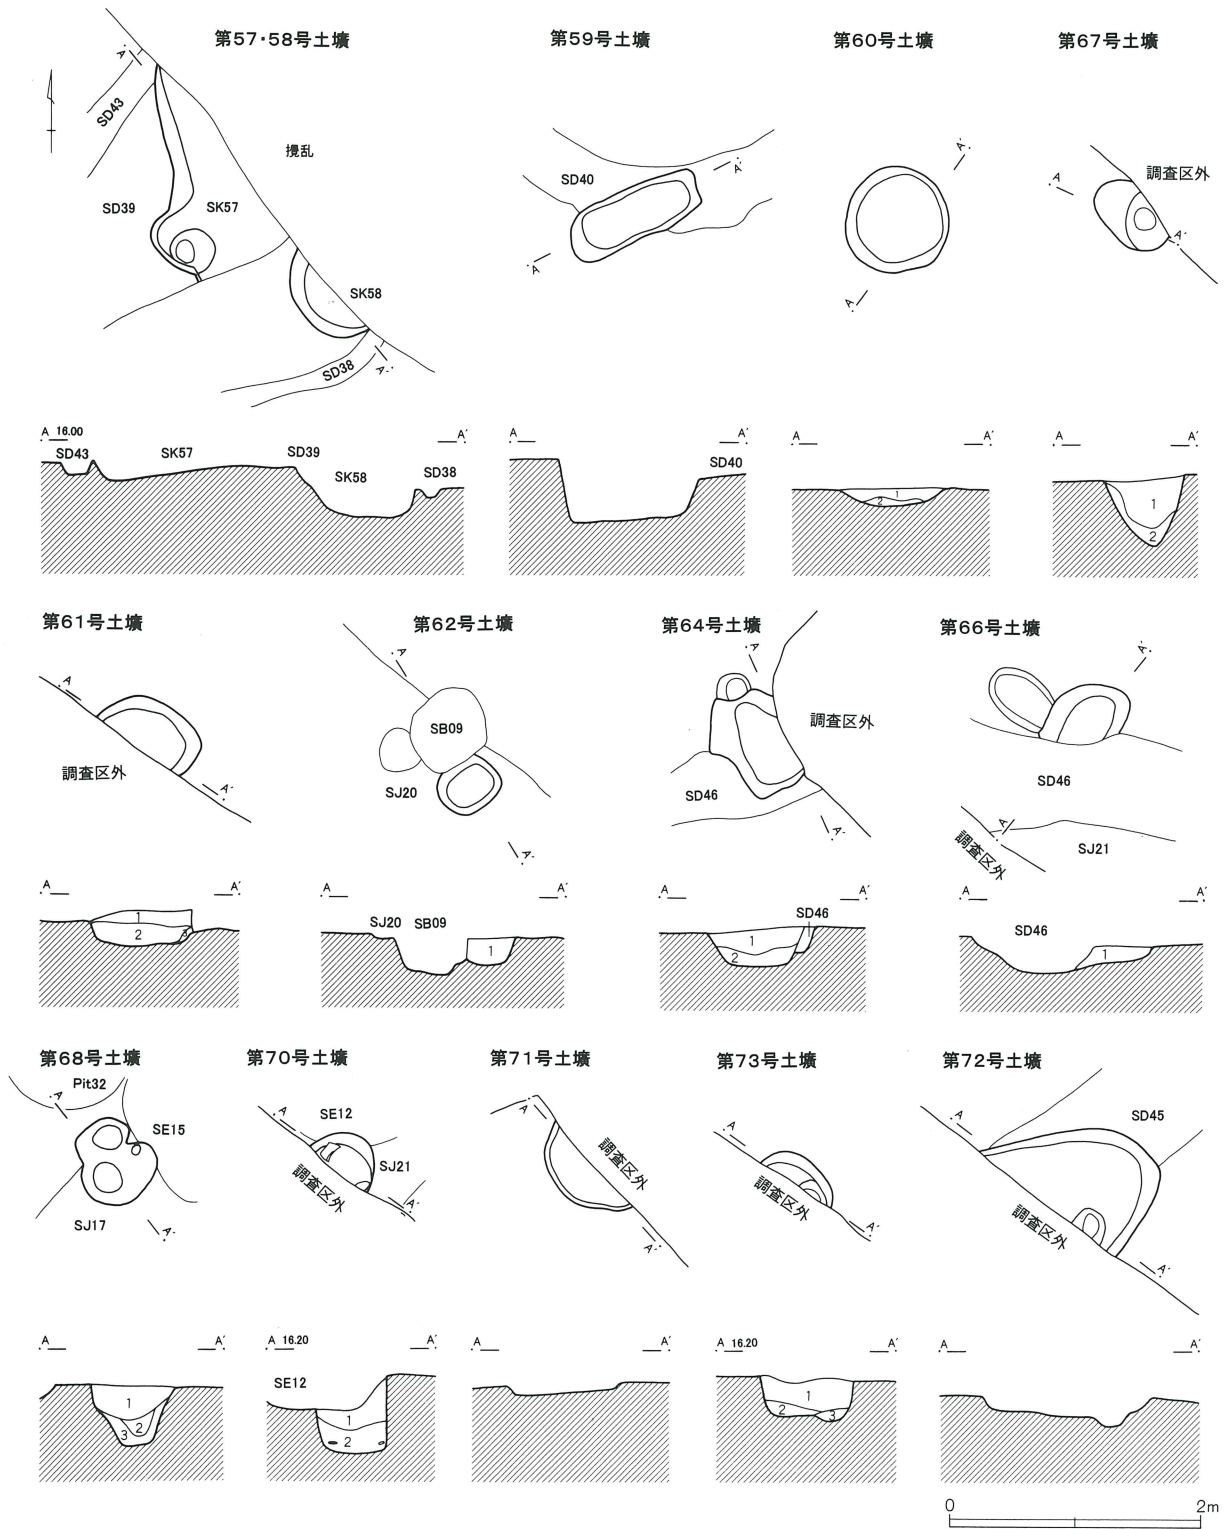 第57・58号土壙
第59号土壙
第60号土壙
第67号土壙
A A′
SD43
攪乱
SD39
SK57
SK58
SD38
SD40
A A′
A A′
調査区外
A A′
A 16.00 A′
SD43
SK57
SD39
SK58
SD38
A
SD40
A A′
1
2
A A′
1
2
第61号土壙
第62号土壙
第64号土壙
第66号土壙
A A′
調査区外
A A′
SB09
SJ20
A A′
調査区外
SD46
A A′
SD46
調査区外
SJ21
A A′
1
2
3
A A′
SJ20 SB09
1
A A′
SD46
1
2
A A′
SD46
1
第68号土壙
第70号土壙
第71号土壙
第73号土壙
第72号土壙
Pit32
A A′
SE15
SJ17
A A′
SE12
SJ21
調査区外
A A′
調査区外
A A′
調査区外
A A′
SD45
調査区外
A A′
1
2
3
A 16.20 A′
SE12
1
2
A A′
A 16.20 A′
1
2
3
A A′
0 2m